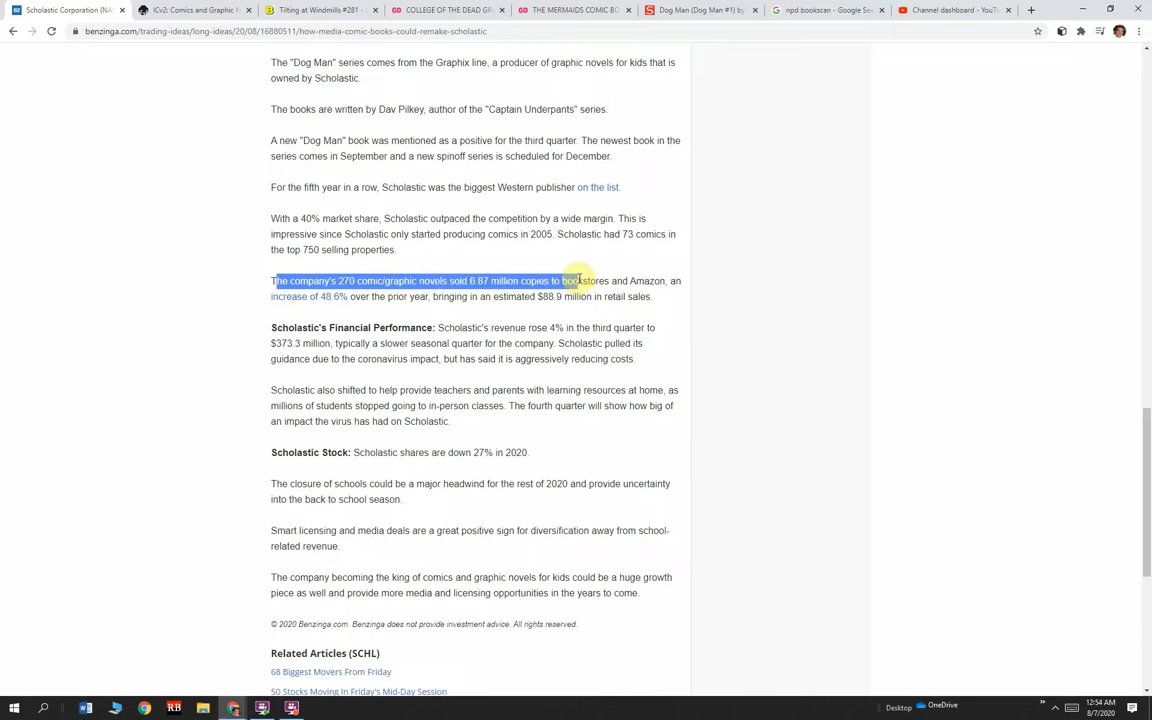 Scholastic Corporation (NA
ICv2: Comics and Graphic N
Tilting at Windmills #281 - T
COLLEGE OF THE DEAD GR
THE MERMAIDS COMIC BO
Dog Man (Dog Man #1) by
npd bookscan - Google Sea
Channel dashboard - YouTu
benzinga.com/trading-ideas/long-ideas/20/08/16880511/how-media-comic-books-could-remake-scholastic
The "Dog Man" series comes from the Graphix line, a producer of graphic novels for kids that is
owned by Scholastic.
The books are written by Dav Pilkey, author of the "Captain Underpants" series.
A new "Dog Man" book was mentioned as a positive for the third quarter. The newest book in the
series comes in September and a new spinoff series is scheduled for December.
For the fifth year in a row, Scholastic was the biggest Western publisher on the list.
With a 40% market share, Scholastic outpaced the competition by a wide margin. This is
impressive since Scholastic only started producing comics in 2005. Scholastic had 73 comics in
the top 750 selling properties.
The company's 270 comic/graphic novels sold 6.87 million copies to bookstores and Amazon, an
increase of 48.6% over the prior year, bringing in an estimated $88.9 million in retail sales.
Scholastic's Financial Performance: Scholastic's revenue rose 4% in the third quarter to
$373.3 million, typically a slower seasonal quarter for the company. Scholastic pulled its
guidance due to the coronavirus impact, but has said it is aggressively reducing costs.
Scholastic also shifted to help provide teachers and parents with learning resources at home, as
millions of students stopped going to in-person classes. The fourth quarter will show how big of
an impact the virus has had on Scholastic.
Scholastic Stock: Scholastic shares are down 27% in 2020.
The closure of schools could be a major headwind for the rest of 2020 and provide uncertainty
into the back to school season.
Smart licensing and media deals are a great positive sign for diversification away from school-
related revenue.
The company becoming the king of comics and graphic novels for kids could be a huge growth
piece as well and provide more media and licensing opportunities in the years to come.
© 2020 Benzinga.com. Benzinga does not provide investment advice. All rights reserved.
Related Articles (SCHL)
68 Biggest Movers From Friday
50 Stocks Moving In Friday's Mid-Day Session
Desktop
OneDrive
12:54 AM
8/7/2020